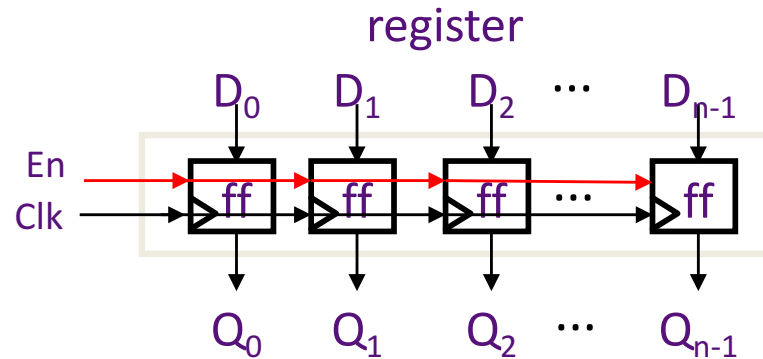 register
D₀ D₁ D₂ ... Dₙ₋₁
En ff ff ff ... ff
Clk
Q₀ Q₁ Q₂ ... Qₙ₋₁